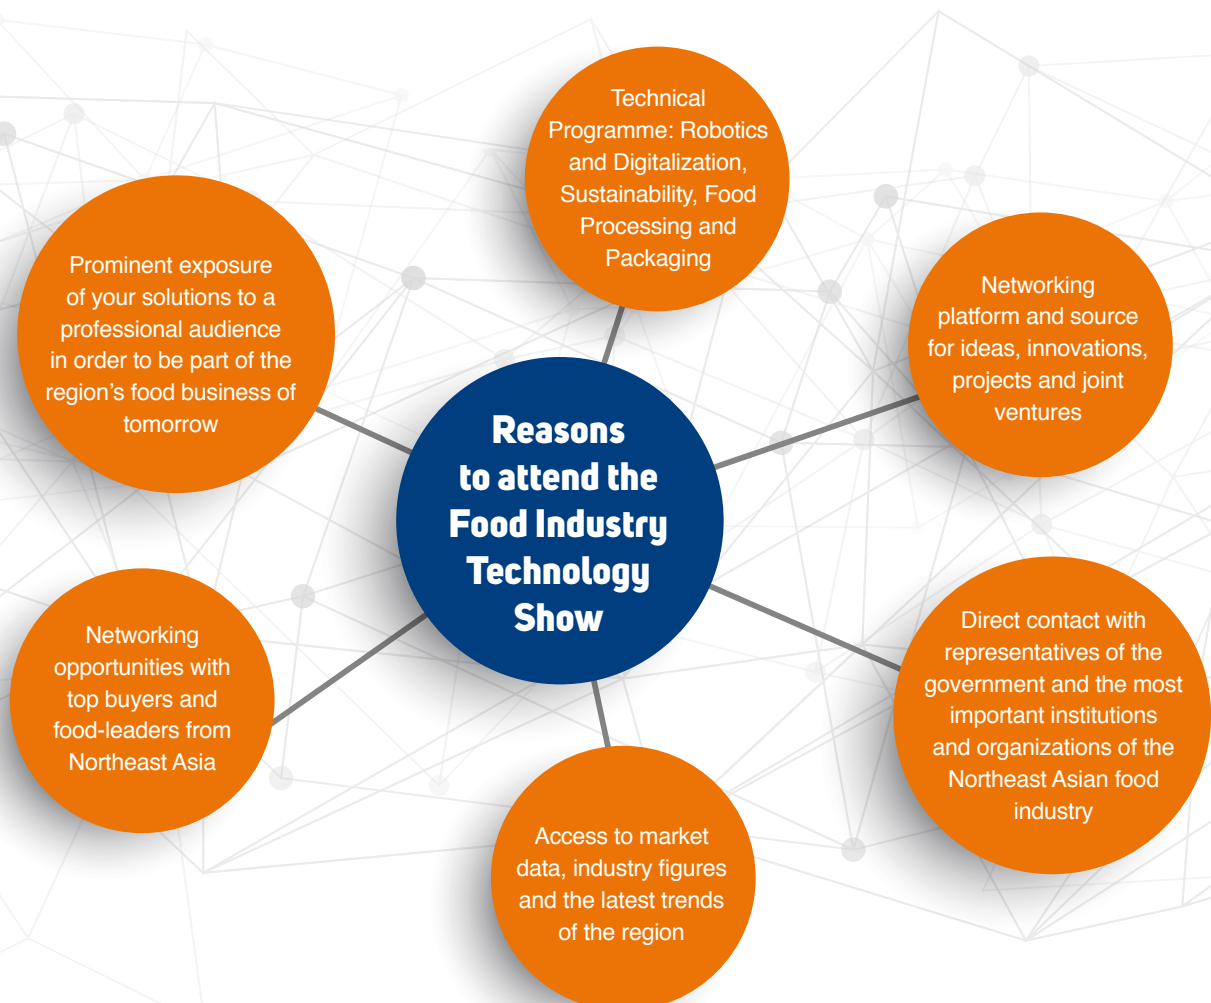 Technical
Programme: Robotics
and Digitalization,
Sustainability, Food
Processing and
Packaging
Prominent exposure
of your solutions to a
professional audience
in order to be part of the
region’s food business of
tomorrow
Networking
platform and source
for ideas, innovations,
projects and joint
ventures
Reasons
to attend the
Food Industry
Technology
Show
Networking
opportunities with
top buyers and
food-leaders from
Northeast Asia
Direct contact with
representatives of the
government and the most
important institutions
and organizations of the
Northeast Asian food
industry
Access to market
data, industry figures
and the latest trends
of the region